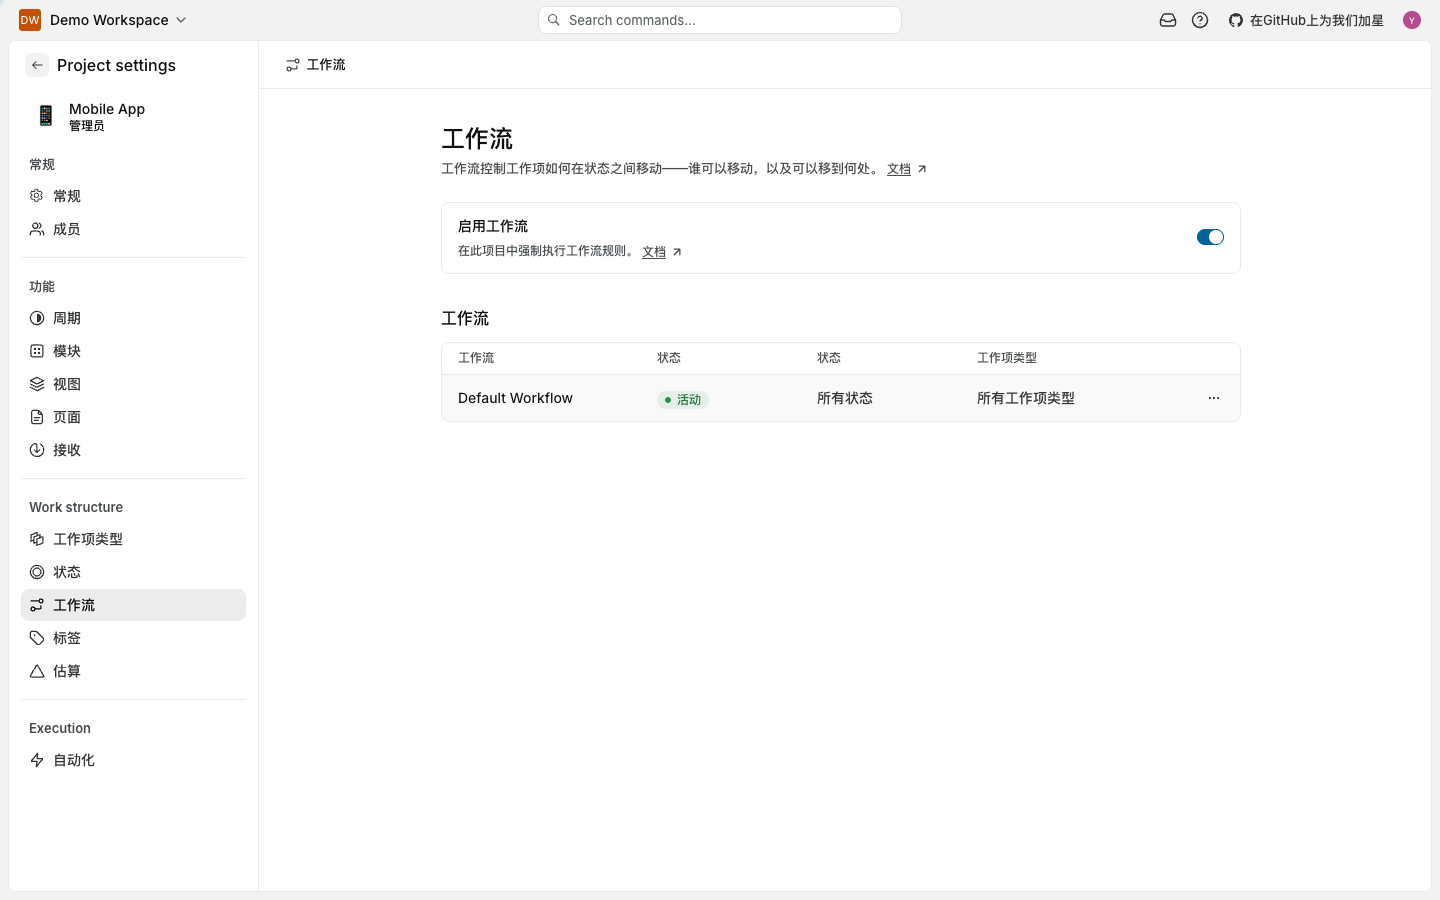 DW Demo Workspace
Search commands...
在GitHub上为我们加星
Y
Project settings
Mobile App
管理员
常规
常规
成员
功能
周期
模块
视图
页面
接收
Work structure
工作项类型
状态
工作流
标签
估算
Execution
自动化
工作流
工作流
工作流控制工作项如何在状态之间移动——谁可以移动，以及可以移到何处。 文档
启用工作流
在此项目中强制执行工作流规则。 文档
工作流
工作流 状态 状态 工作项类型
Default Workflow 活动 所有状态 所有工作项类型